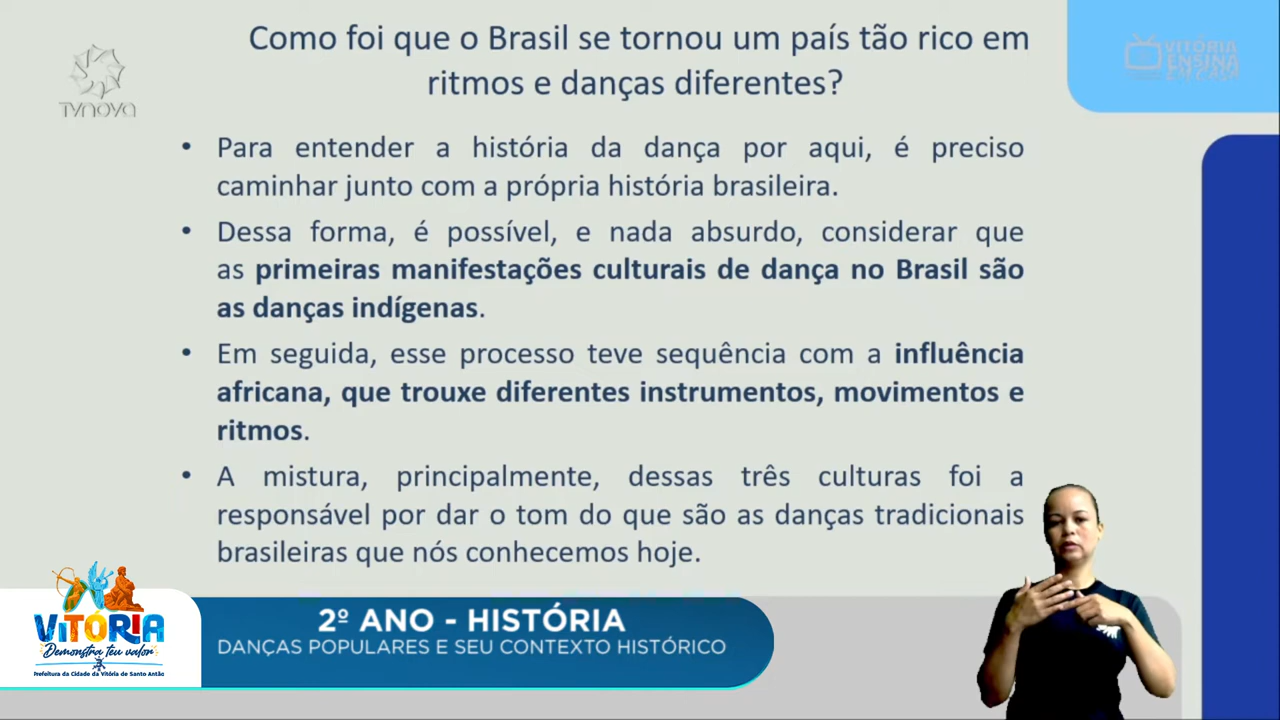 Como foi que o Brasil se tornou um país tão rico em
ritmos e danças diferentes?
TVNOVA
VITÓRIA
ENSINA
EM CASA
• Para entender a história da dança por aqui, é preciso
caminhar junto com a própria história brasileira.
• Dessa forma, é possível, e nada absurdo, considerar que
as primeiras manifestações culturais de dança no Brasil são
as danças indígenas.
• Em seguida, esse processo teve sequência com a influência
africana, que trouxe diferentes instrumentos, movimentos e
ritmos.
• A mistura, principalmente, dessas três culturas foi a
responsável por dar o tom do que são as danças tradicionais
brasileiras que nós conhecemos hoje.
VITÓRIA
Demonstra teu valor
Prefeitura da Cidade da Vitória de Santo Antão
2º ANO - HISTÓRIA
DANÇAS POPULARES E SEU CONTEXTO HISTÓRICO